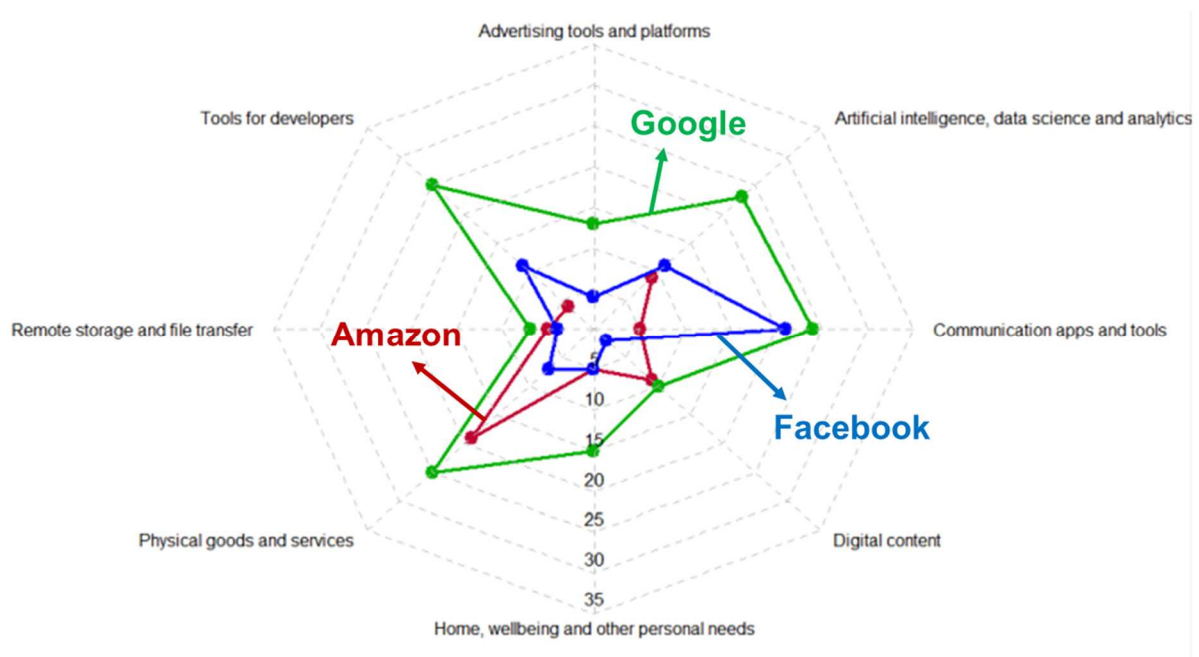 Advertising tools and platforms
Tools for developers
Google
Artificial intelligence, data science and analytics
Remote storage and file transfer
Amazon
Communication apps and tools
5
10
Facebook
15
20
25
Physical goods and services
Digital content
30
35
Home, wellbeing and other personal needs